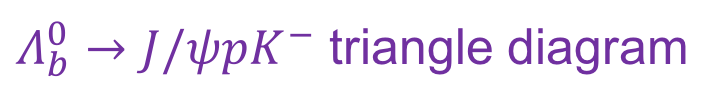 Λ_b^0 → J/ψpK⁻ triangle diagram